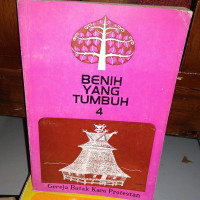 BENIH
YANG
TUMBUH
4
Gereja Batak Karo Protestan